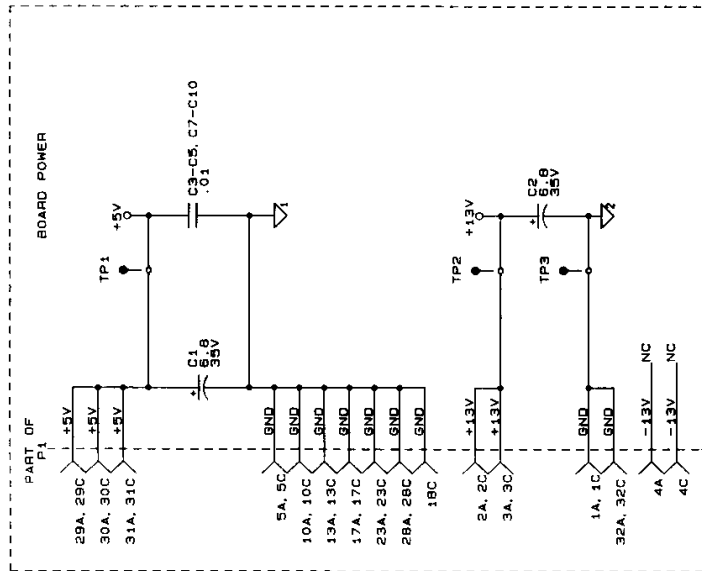 BOARD POWER
PART OF
P1
29A, 29C
+5V
30A, 30C
+5V
31A, 31C
+5V
TP1
+5V
C1
6.8
35V
C3-C5, C7-C10
.01
1
5A, 5C
GND
10A, 10C
GND
13A, 13C
GND
17A, 17C
GND
23A, 23C
GND
28A, 28C
GND
18C
GND
2A, 2C
+13V
3A, 3C
+13V
TP2
+13V
C2
6.8
35V
TP3
2
1A, 1C
GND
32A, 32C
GND
4A
-13V
NC
4C
-13V
NC